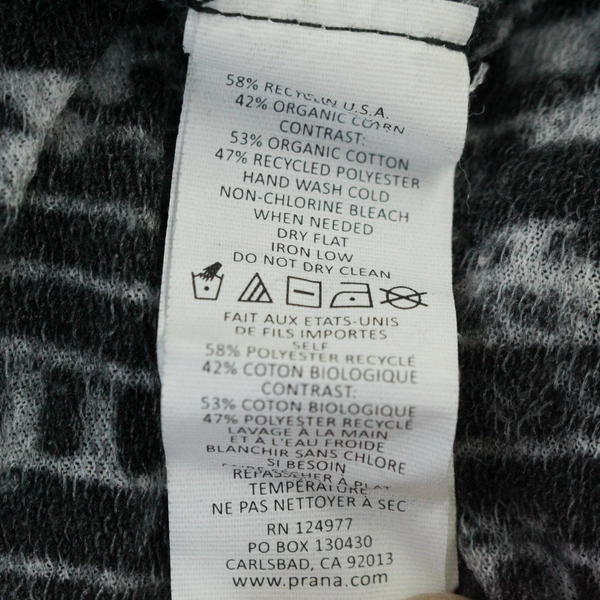 58% U.S.A.
42% ORGANIC
CONTRAST:
53% ORGANIC COTTON
47% RECYCLED POLYESTER
HAND WASH COLD
NON-CHLORINE BLEACH
WHEN NEEDED
DRY FLAT
IRON LOW
DO NOT DRY CLEAN
FAIT AUX ETATS-UNIS
DE FILS IMPORTES
SELF
58% POLYESTER RECYCLÉ
42% COTON BIOLOGIQUE
CONTRAST:
53% COTON BIOLOGIQUE
47% POLYESTER RECYCLÉ
LAVAGE À LA MAIN
ET À L'EAU FROIDE
BLANCHIR SANS CHLORE
SI BESOIN
À
TEMPÉRATURE
NE PAS NETTOYER À SEC
RN 124977
PO BOX 130430
CARLSBAD, CA 92013
www.prana.com